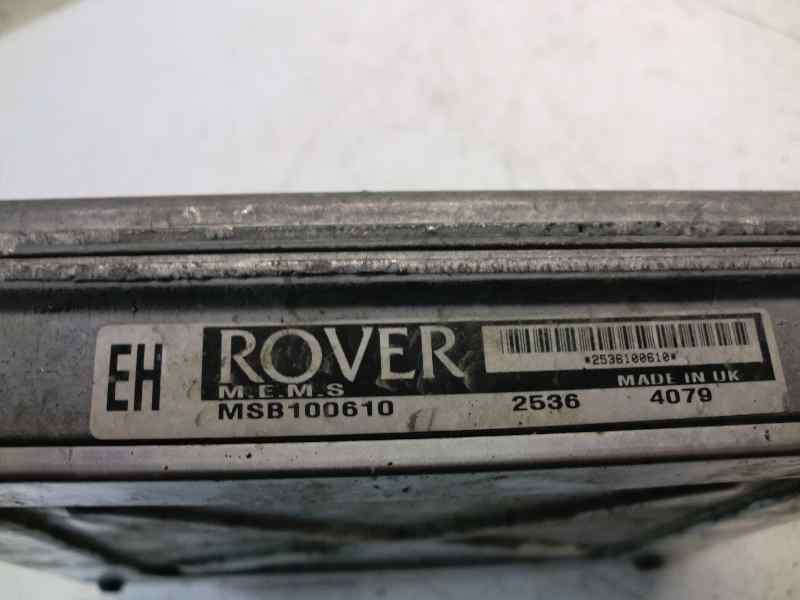 EH
ROVER
*2536100610*
M.E.M.S
MADE IN UK
MSB100610 2536 4079